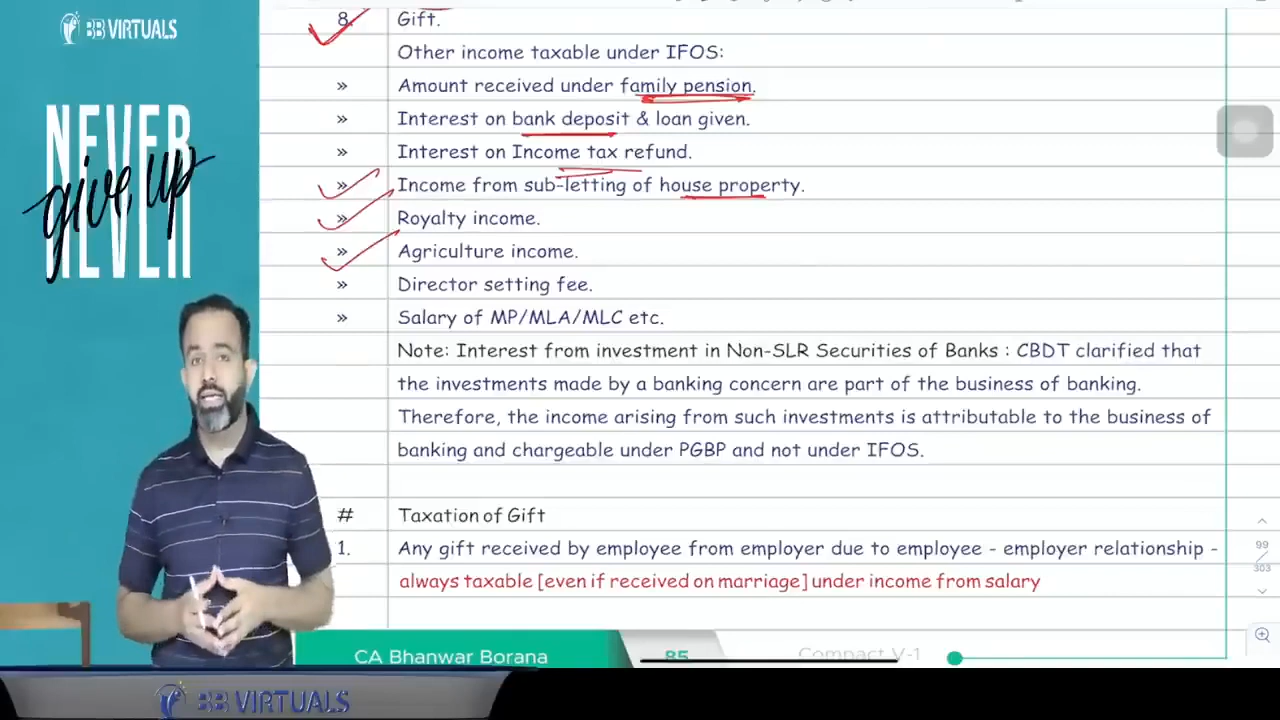 BB VIRTUALS
NEVER
give up
NEVER
8. Gift.
Other income taxable under IFOS:
» Amount received under family pension.
» Interest on bank deposit & loan given.
» Interest on Income tax refund.
» Income from sub-letting of house property.
» Royalty income.
» Agriculture income.
» Director setting fee.
» Salary of MP/MLA/MLC etc.
Note: Interest from investment in Non-SLR Securities of Banks : CBDT clarified that
the investments made by a banking concern are part of the business of banking.
Therefore, the income arising from such investments is attributable to the business of
banking and chargeable under PGBP and not under IFOS.
# Taxation of Gift
1. Any gift received by employee from employer due to employee - employer relationship -
always taxable [even if received on marriage] under income from salary
99
303
CA Bhanwar Borana 85 Compact V-1
BB VIRTUALS